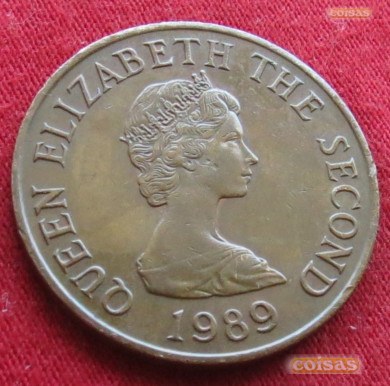 coisas
QUEEN ELIZABETH THE SECOND
1989
coisas